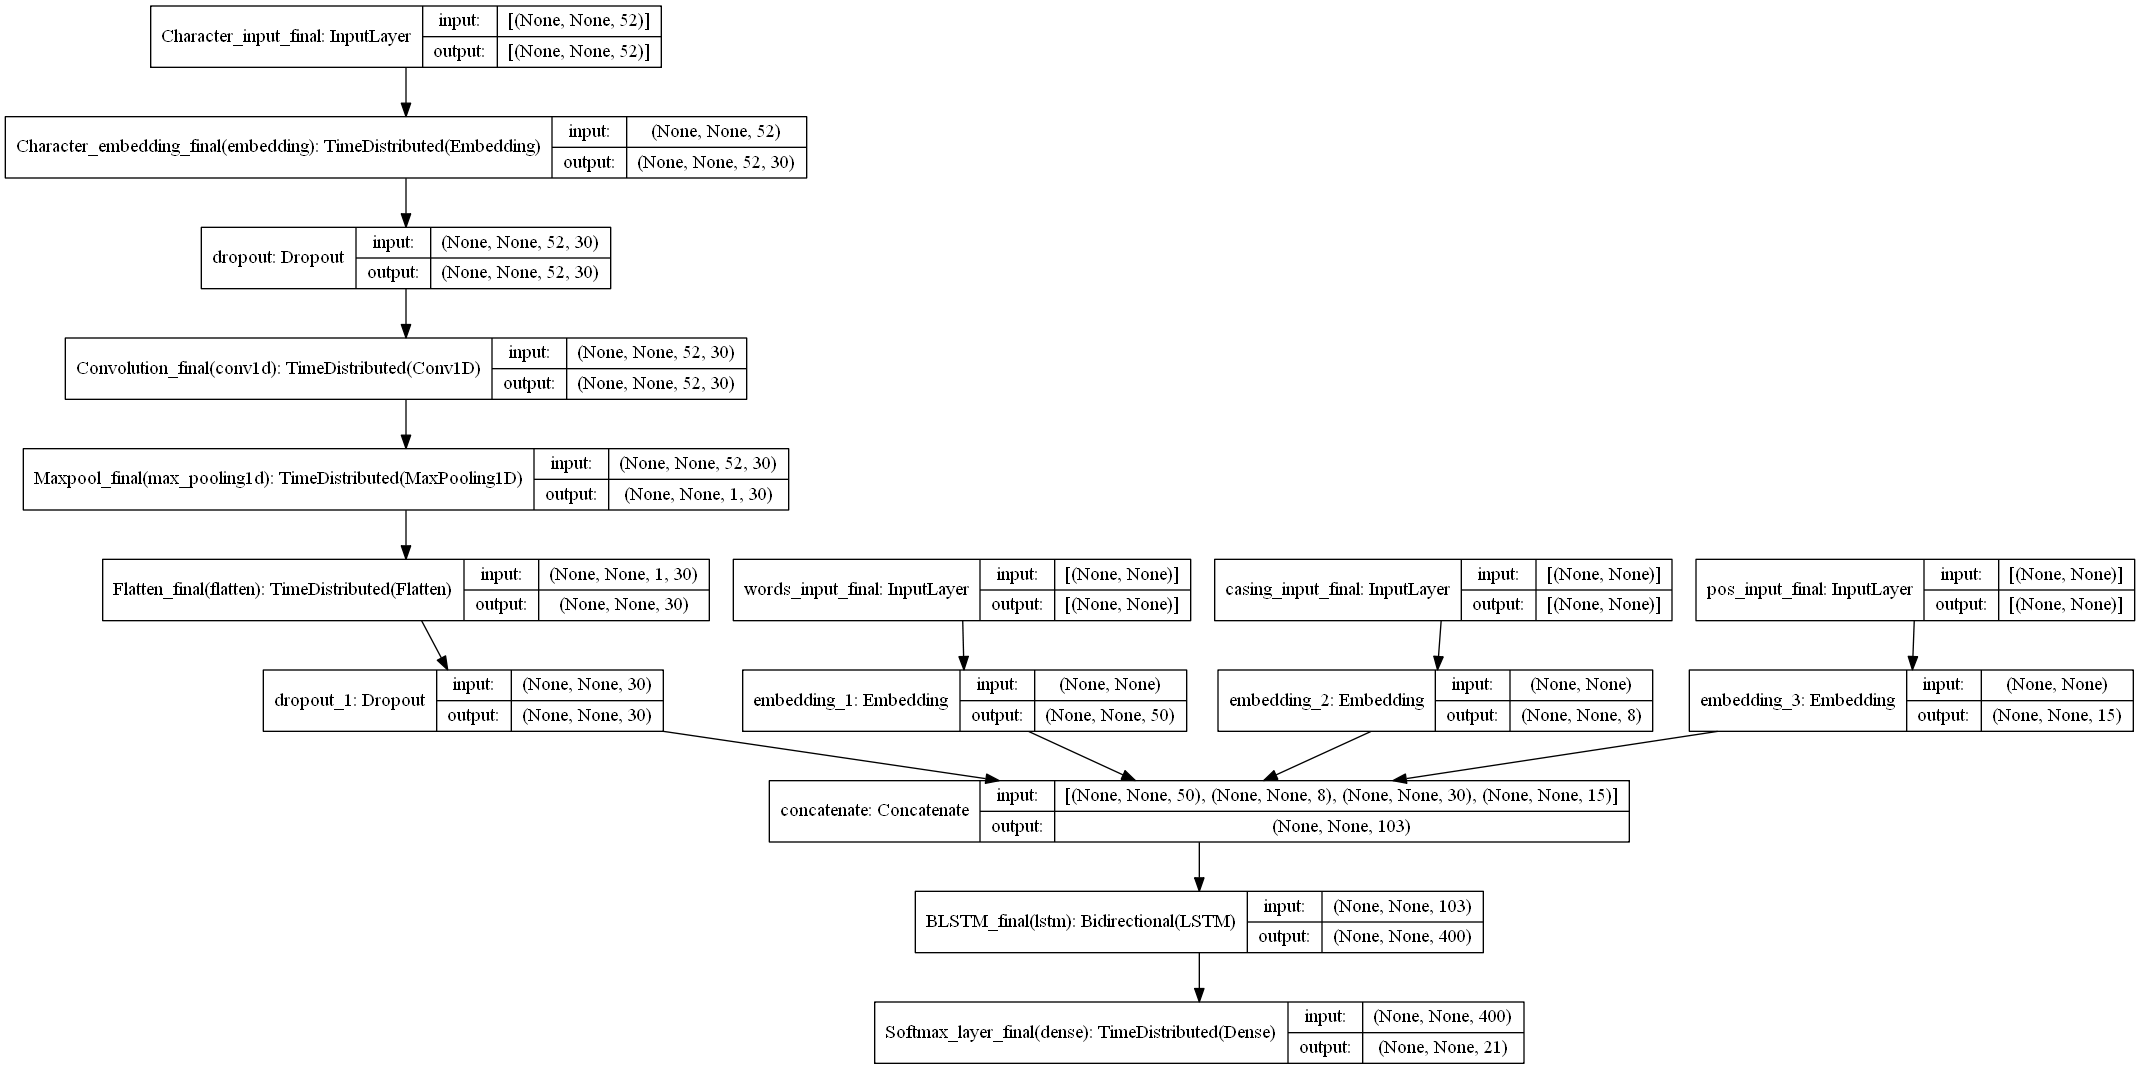 Character_input_final: InputLayer
input:
[(None, None, 52)]
output:
[(None, None, 52)]
Character_embedding_final(embedding): TimeDistributed(Embedding)
input:
(None, None, 52)
output:
(None, None, 52, 30)
dropout: Dropout
input:
(None, None, 52, 30)
output:
(None, None, 52, 30)
Convolution_final(conv1d): TimeDistributed(Conv1D)
input:
(None, None, 52, 30)
output:
(None, None, 52, 30)
Maxpool_final(max_pooling1d): TimeDistributed(MaxPooling1D)
input:
(None, None, 52, 30)
output:
(None, None, 1, 30)
Flatten_final(flatten): TimeDistributed(Flatten)
input:
(None, None, 1, 30)
output:
(None, None, 30)
words_input_final: InputLayer
input:
[(None, None)]
output:
[(None, None)]
casing_input_final: InputLayer
input:
[(None, None)]
output:
[(None, None)]
pos_input_final: InputLayer
input:
[(None, None)]
output:
[(None, None)]
dropout_1: Dropout
input:
(None, None, 30)
output:
(None, None, 30)
embedding_1: Embedding
input:
(None, None)
output:
(None, None, 50)
embedding_2: Embedding
input:
(None, None)
output:
(None, None, 8)
embedding_3: Embedding
input:
(None, None)
output:
(None, None, 15)
concatenate: Concatenate
input:
[(None, None, 50), (None, None, 8), (None, None, 30), (None, None, 15)]
output:
(None, None, 103)
BLSTM_final(lstm): Bidirectional(LSTM)
input:
(None, None, 103)
output:
(None, None, 400)
Softmax_layer_final(dense): TimeDistributed(Dense)
input:
(None, None, 400)
output:
(None, None, 21)